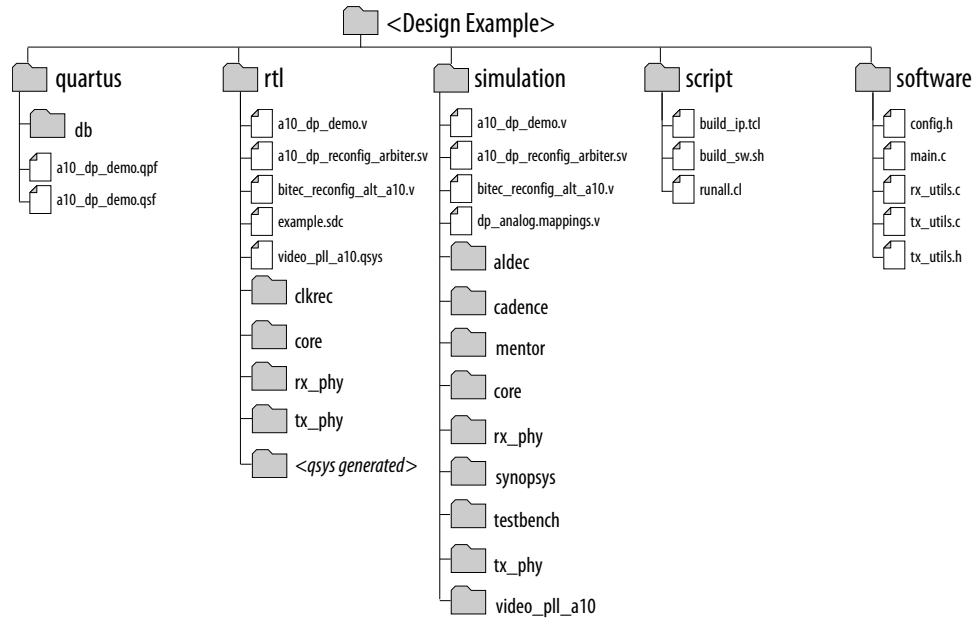 <Design Example>
quartus
db
a10_dp_demo.qpf
a10_dp_demo.qsf
rtl
a10_dp_demo.v
a10_dp_reconfig_arbiter.sv
bitec_reconfig_alt_a10.v
example.sdc
video_pll_a10.qsys
clkrec
core
rx_phy
tx_phy
<qsys generated>
simulation
a10_dp_demo.v
a10_dp_reconfig_arbiter.sv
bitec_reconfig_alt_a10.v
dp_analog.mappings.v
aldec
cadence
mentor
core
rx_phy
synopsys
testbench
tx_phy
video_pll_a10
script
build_ip.tcl
build_sw.sh
runall.cl
software
config.h
main.c
rx_utils.c
tx_utils.c
tx_utils.h